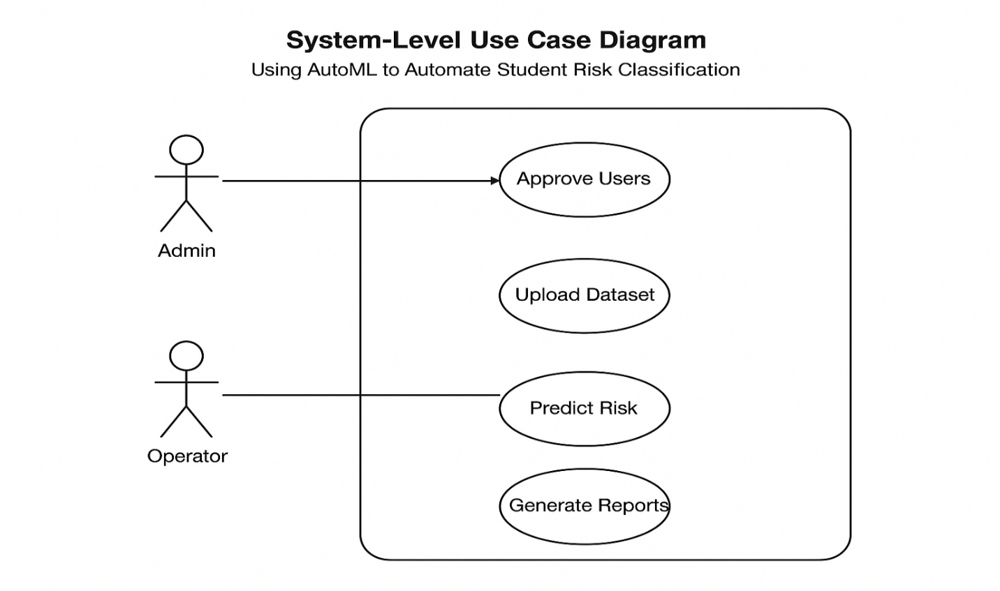 System-Level Use Case Diagram
Using AutoML to Automate Student Risk Classification
Approve Users
Admin
Upload Dataset
Predict Risk
Operator
Generate Reports